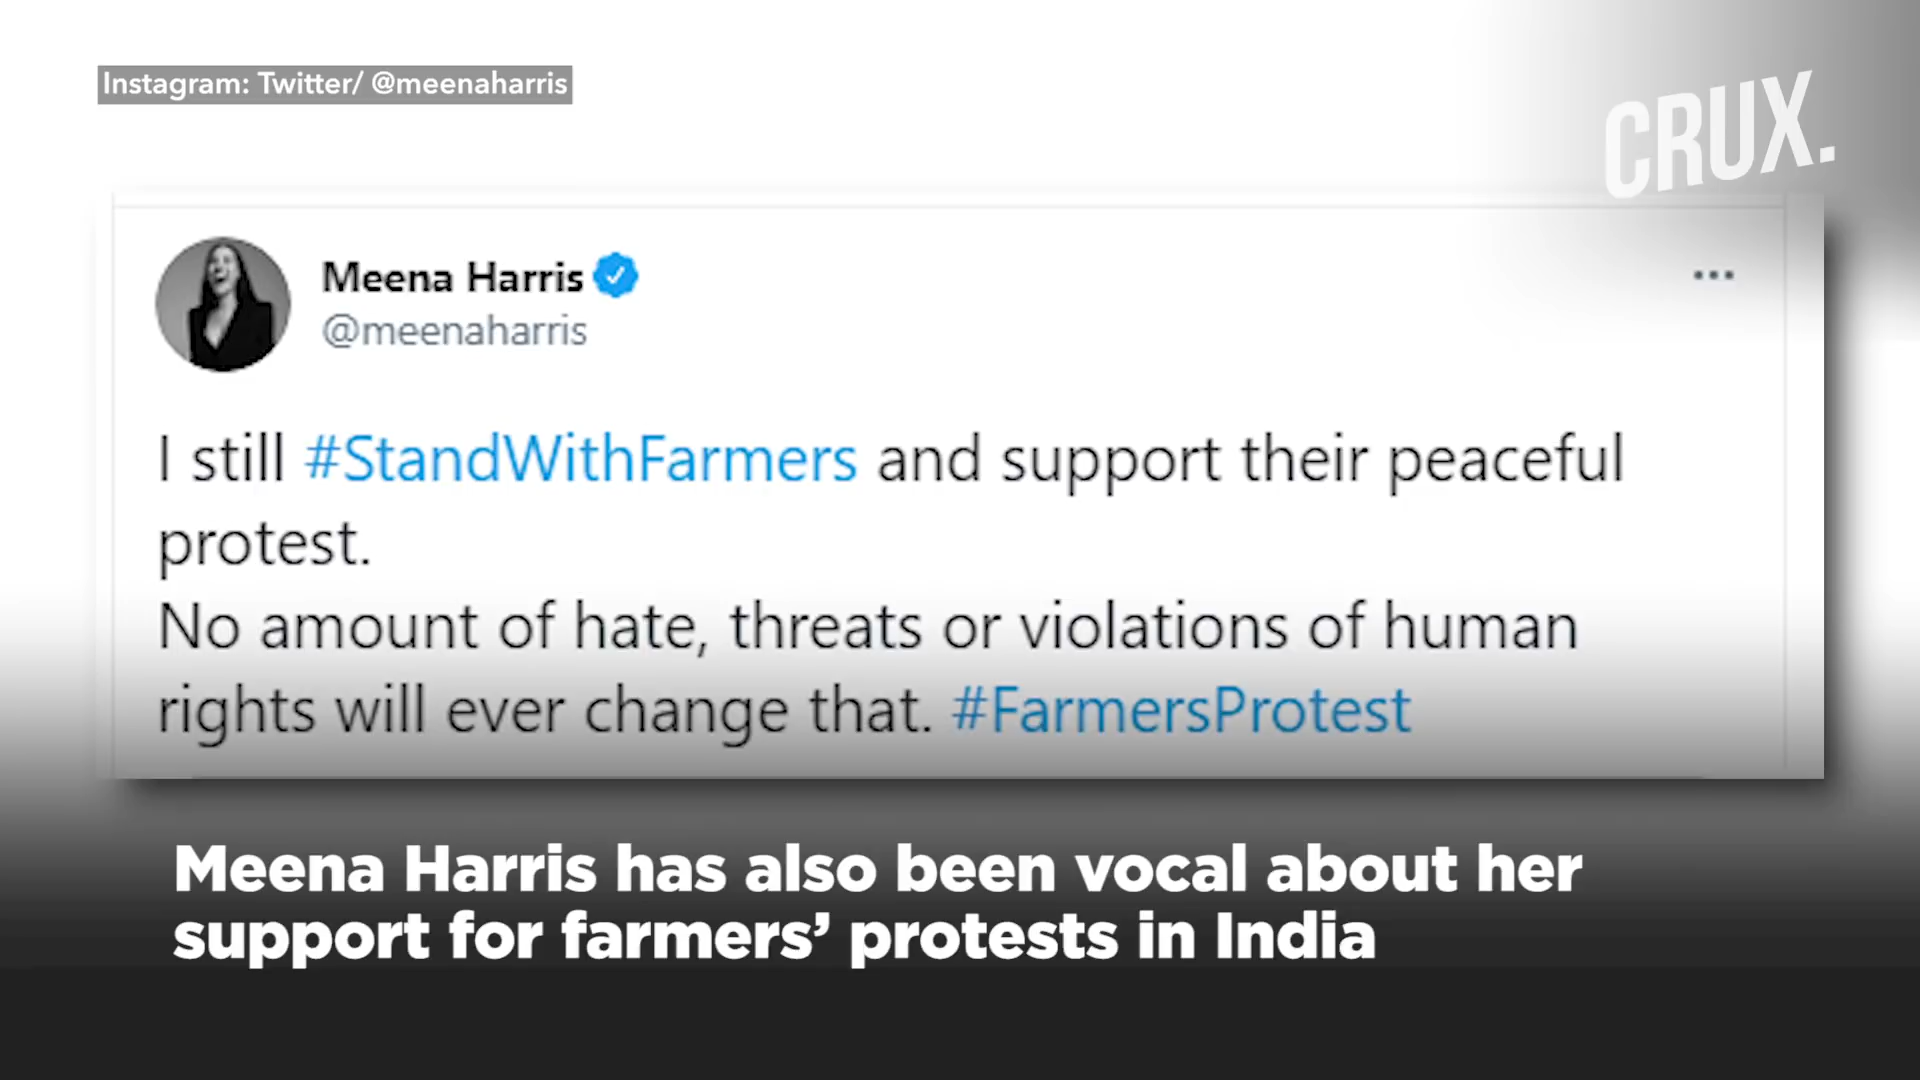 Instagram: Twitter/ @meenaharris
CRUX.
Meena Harris
@meenaharris
I still #StandWithFarmers and support their peaceful
protest.
No amount of hate, threats or violations of human
rights will ever change that. #FarmersProtest
Meena Harris has also been vocal about her
support for farmers’ protests in India